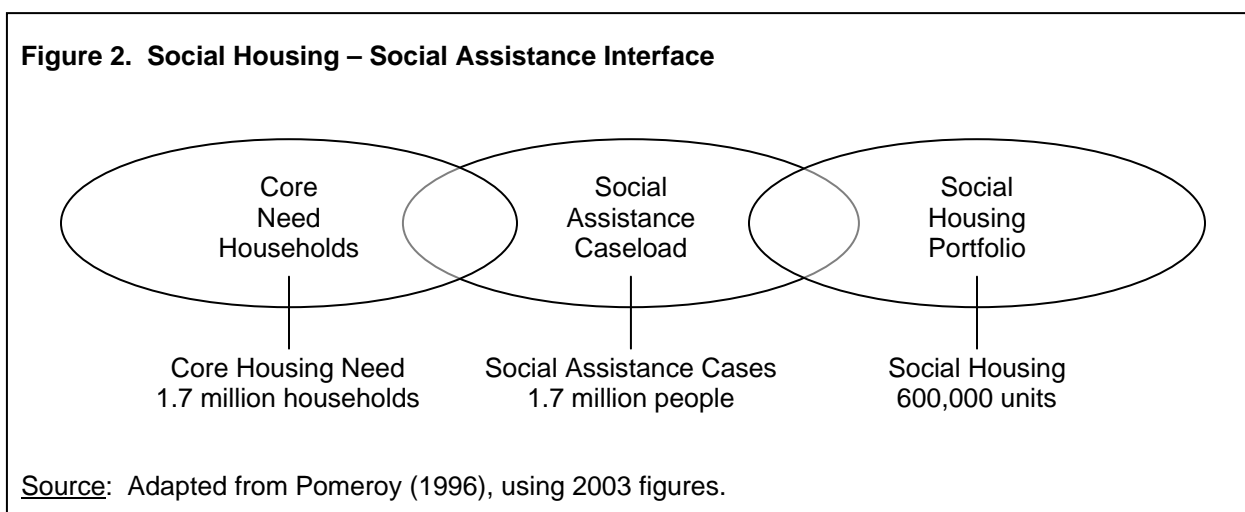 Figure 2.  Social Housing – Social Assistance Interface
Core
Need
Households
Social
Assistance
Caseload
Social
Housing
Portfolio
Core Housing Need
1.7 million households
Social Assistance Cases
1.7 million people
Social Housing
600,000 units
Source:  Adapted from Pomeroy (1996), using 2003 figures.